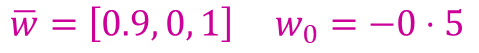 w̅ = [0.9, 0, 1] w₀ = −0 · 5